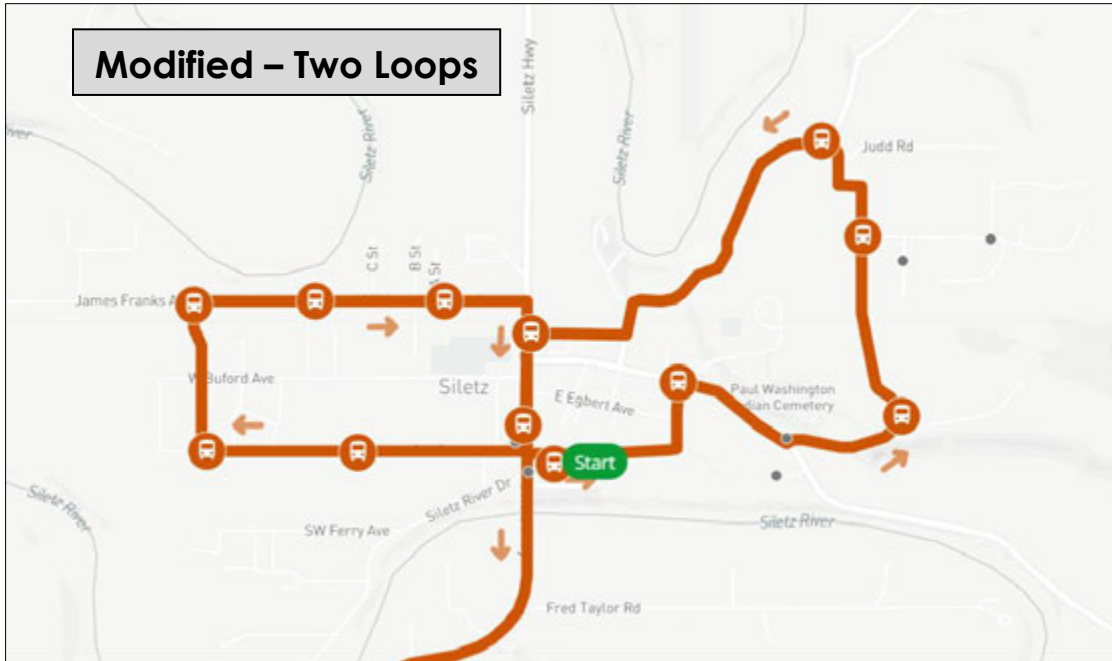 Modified – Two Loops
Siletz Hwy
Siletz River
Siletz River
River
Judd Rd
C St
B St
A St
James Franks A
W Buford Ave
Siletz
E Egbert Ave
Paul Washington
dian Cemetery
Start
Siletz River Dr
Siletz River
SW Ferry Ave
Siletz River
Fred Taylor Rd